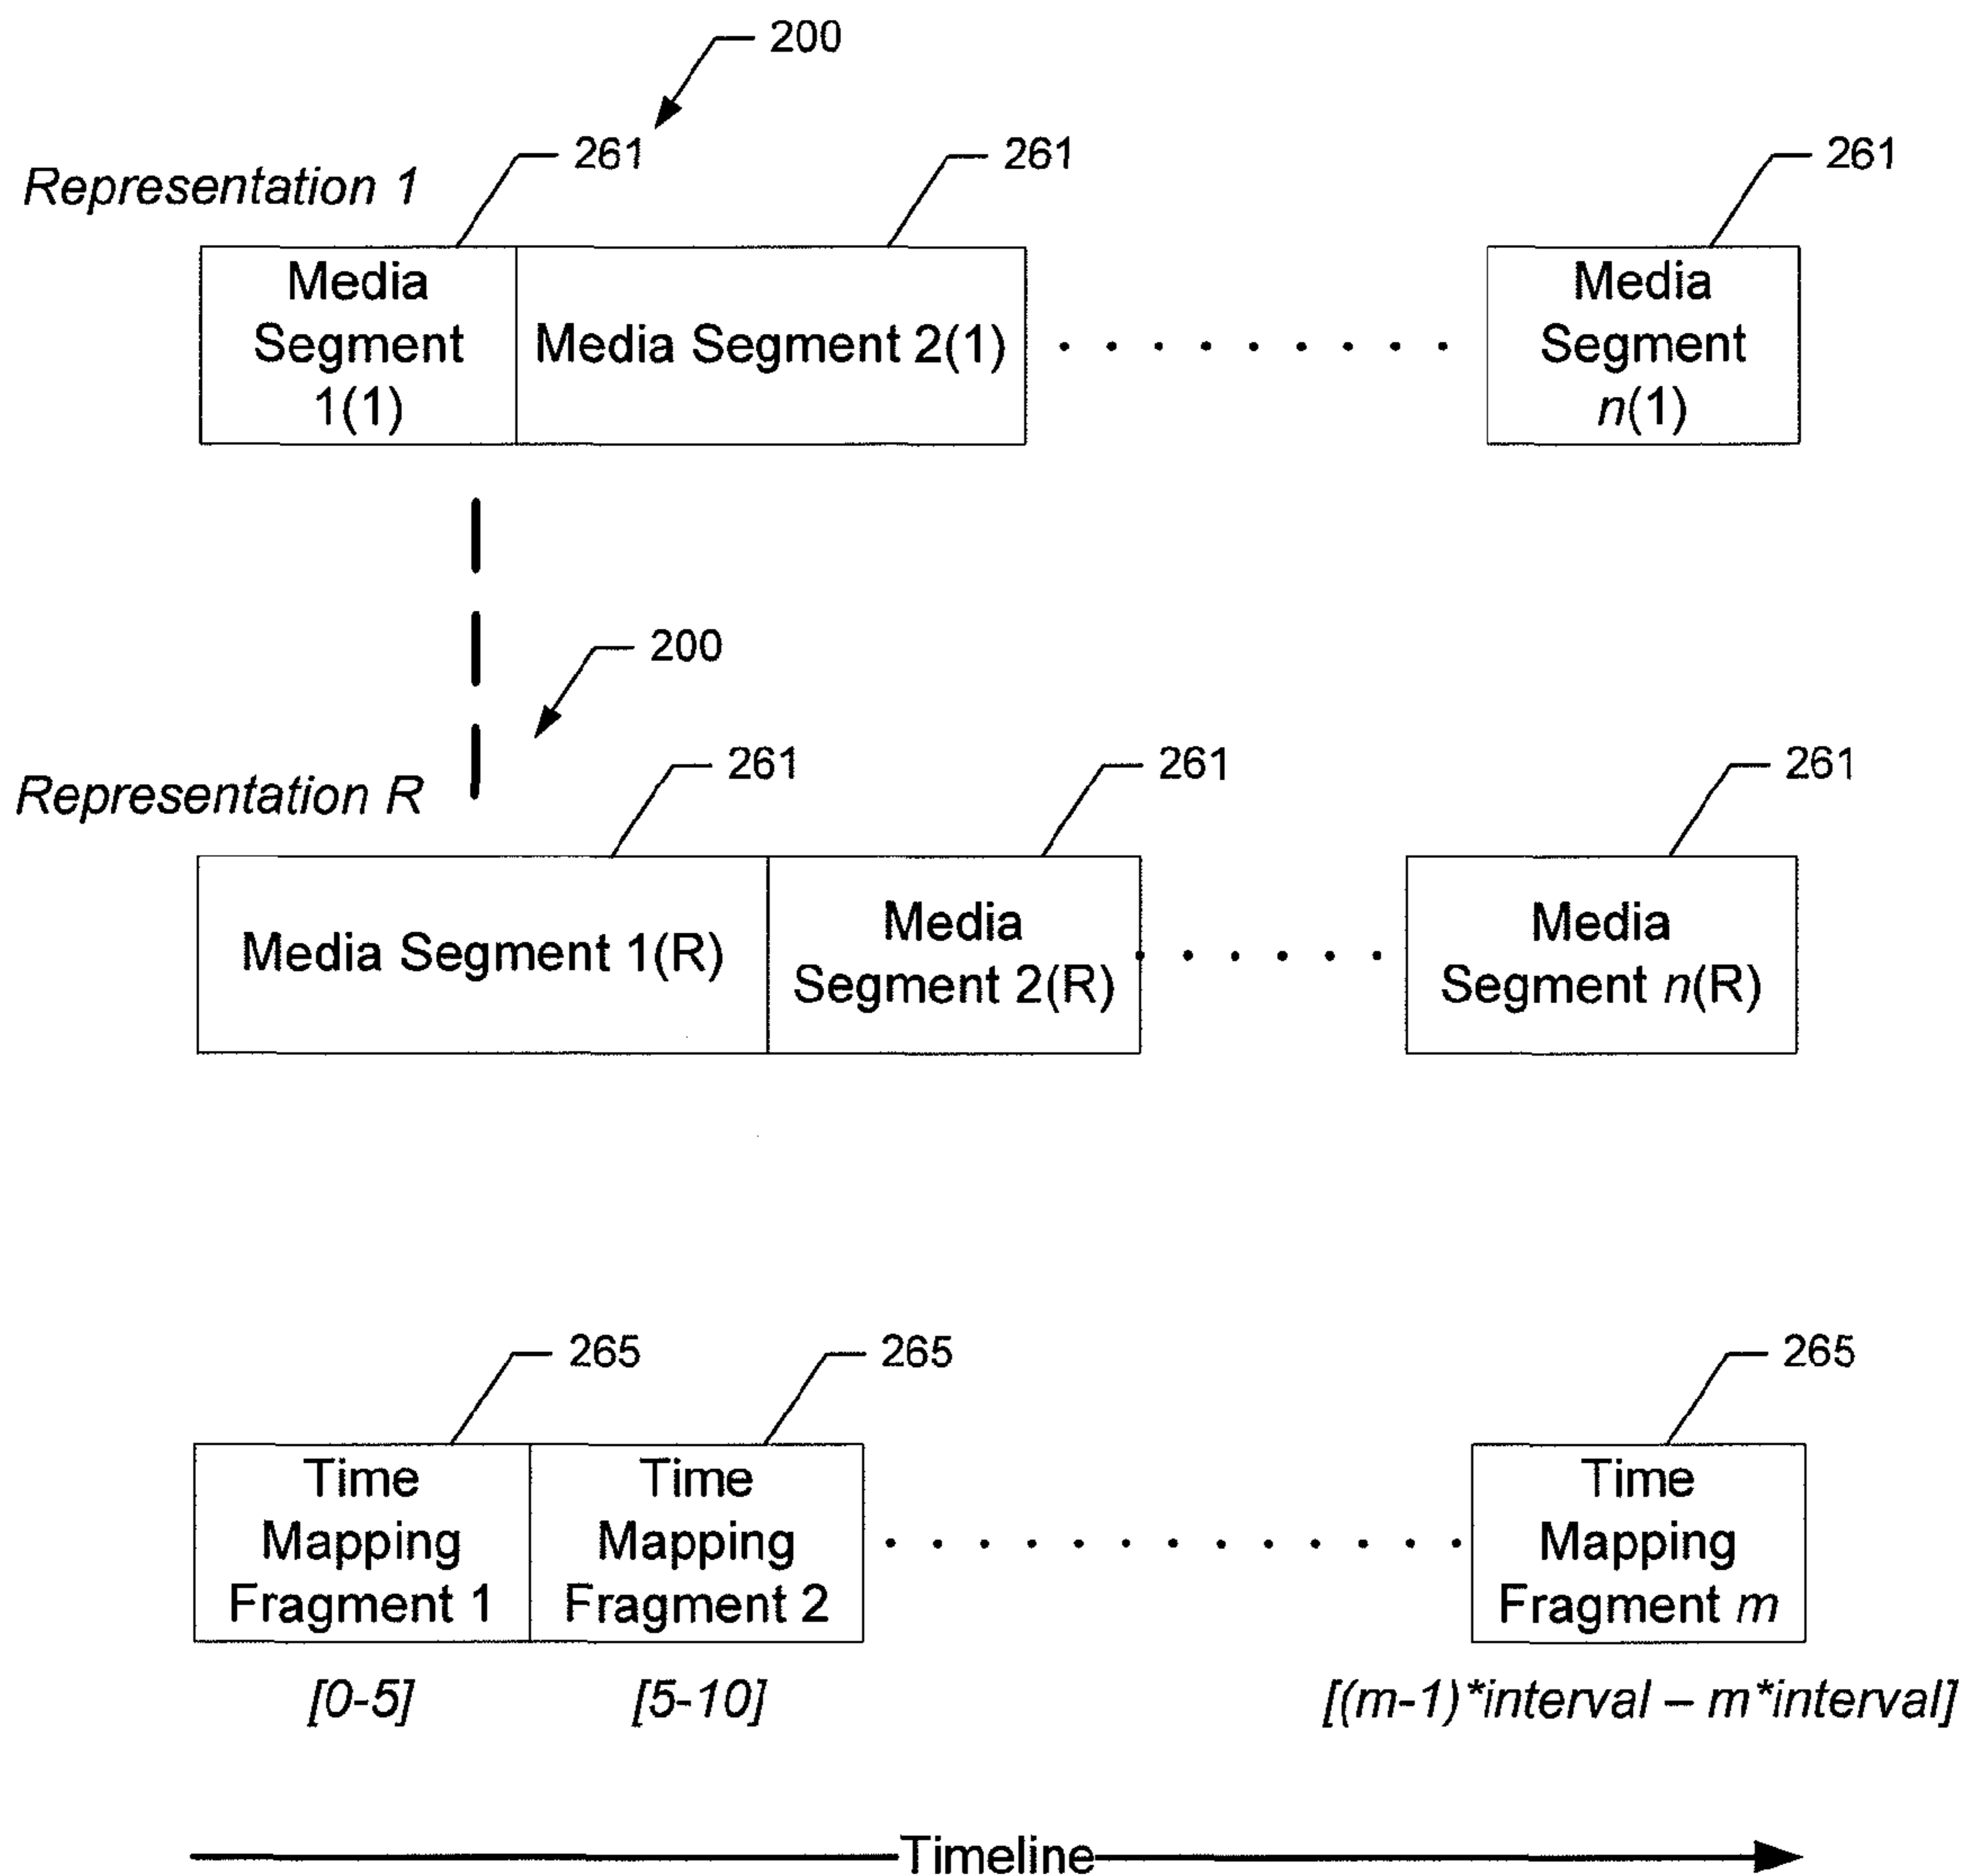 200
261
261
261
Representation 1
Media
Segment
1(1)
Media Segment 2(1)
Media
Segment
n(1)
200
261
261
261
Representation R
Media Segment 1(R)
Media
Segment 2(R)
Media
Segment n(R)
265
265
265
Time
Mapping
Fragment 1
Time
Mapping
Fragment 2
Time
Mapping
Fragment m
[0-5]
[5-10]
[(m-1)*interval – m*interval]
Timeline